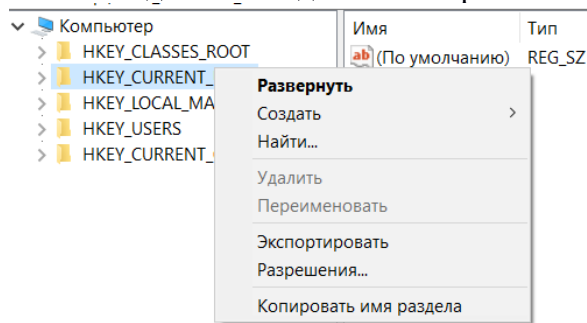 Компьютер
HKEY_CLASSES_ROOT
HKEY_CURRENT_
HKEY_LOCAL_MA
HKEY_USERS
HKEY_CURRENT_
Имя Тип
ab (По умолчанию) REG_SZ
Развернуть
Создать
Найти...
Удалить
Переименовать
Экспортировать
Разрешения...
Копировать имя раздела